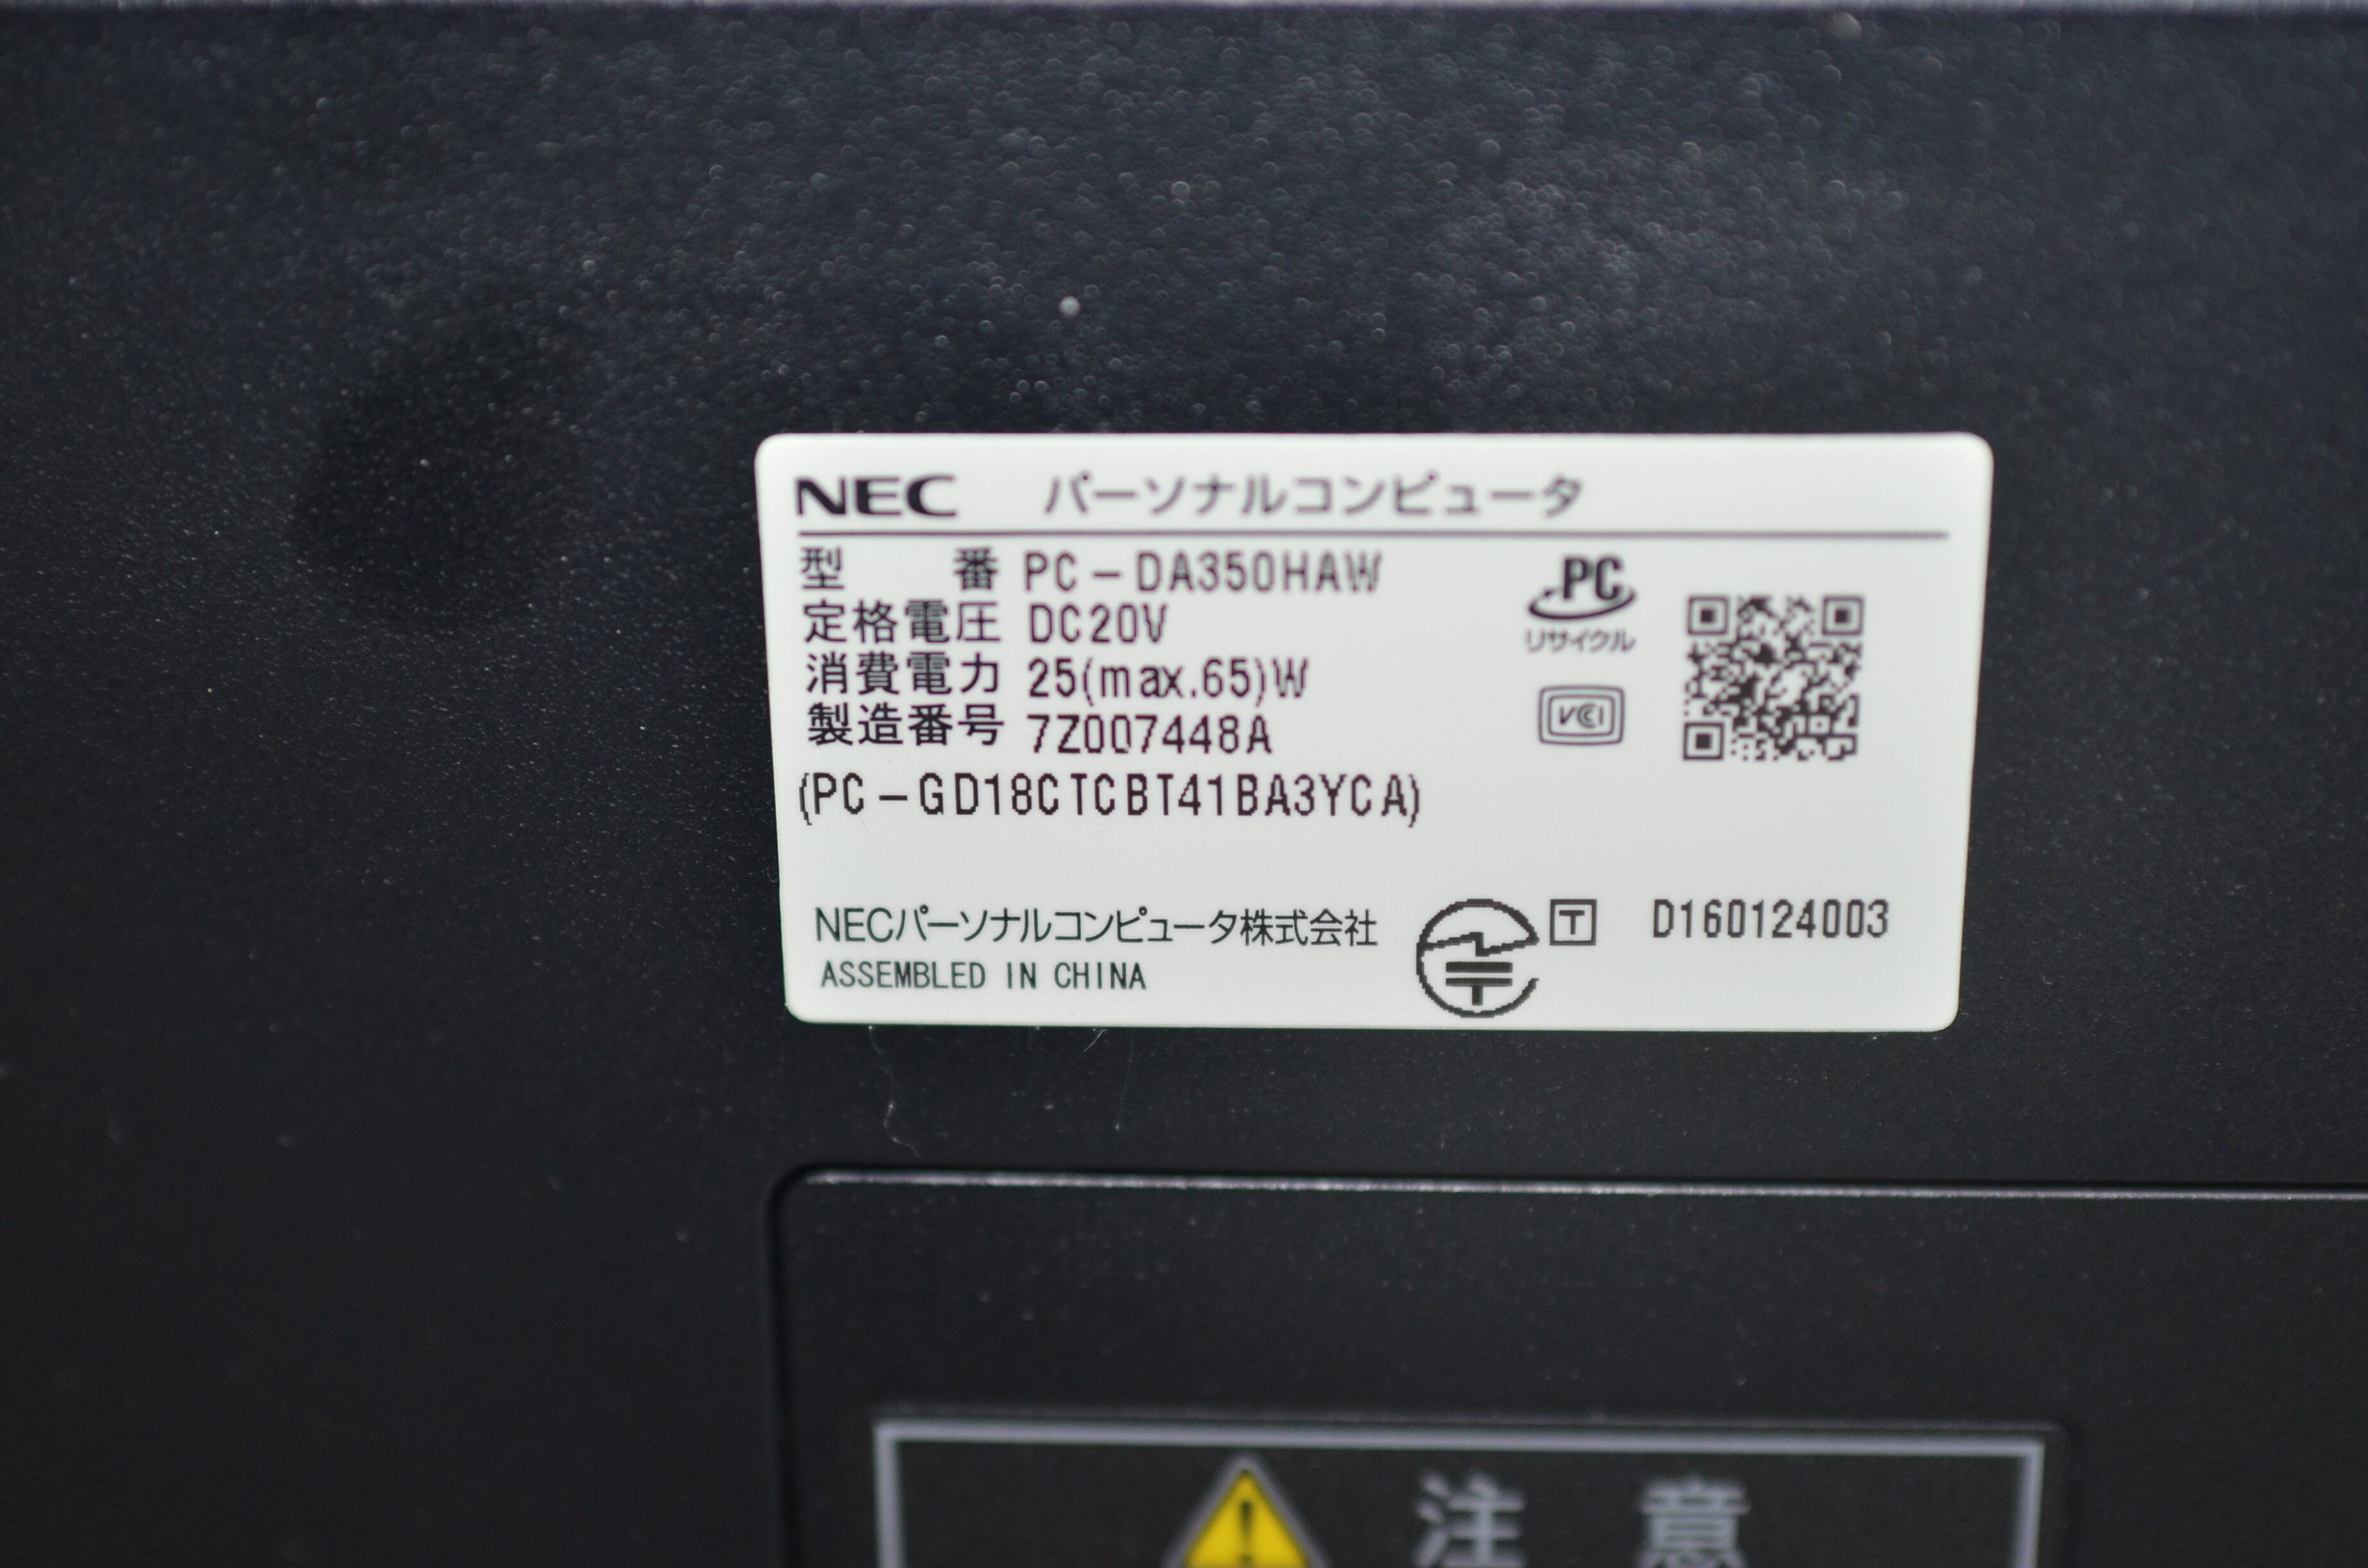 NEC パーソナルコンピュータ
型 番 PC-DA350HAW
定格電圧 DC20V
消費電力 25(max.65)W
製造番号 7Z007448A
(PC-GD18CTCBT41BA3YCA)
PC
リサイクル
VCCI
NECパーソナルコンピュータ株式会社
ASSEMBLED IN CHINA
T D160124003
注 意